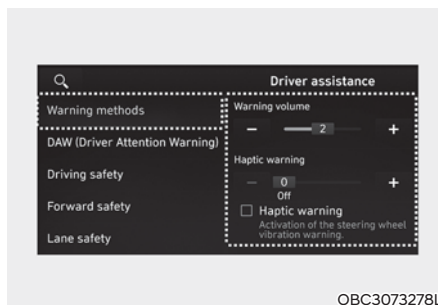 Driver assistance
Warning methods
DAW (Driver Attention Warning)
Driving safety
Forward safety
Lane safety
Warning volume
– 2 +
Haptic warning
– 0 +
Off
Haptic warning
Activation of the steering wheel
vibration warning.
OBC3073278L